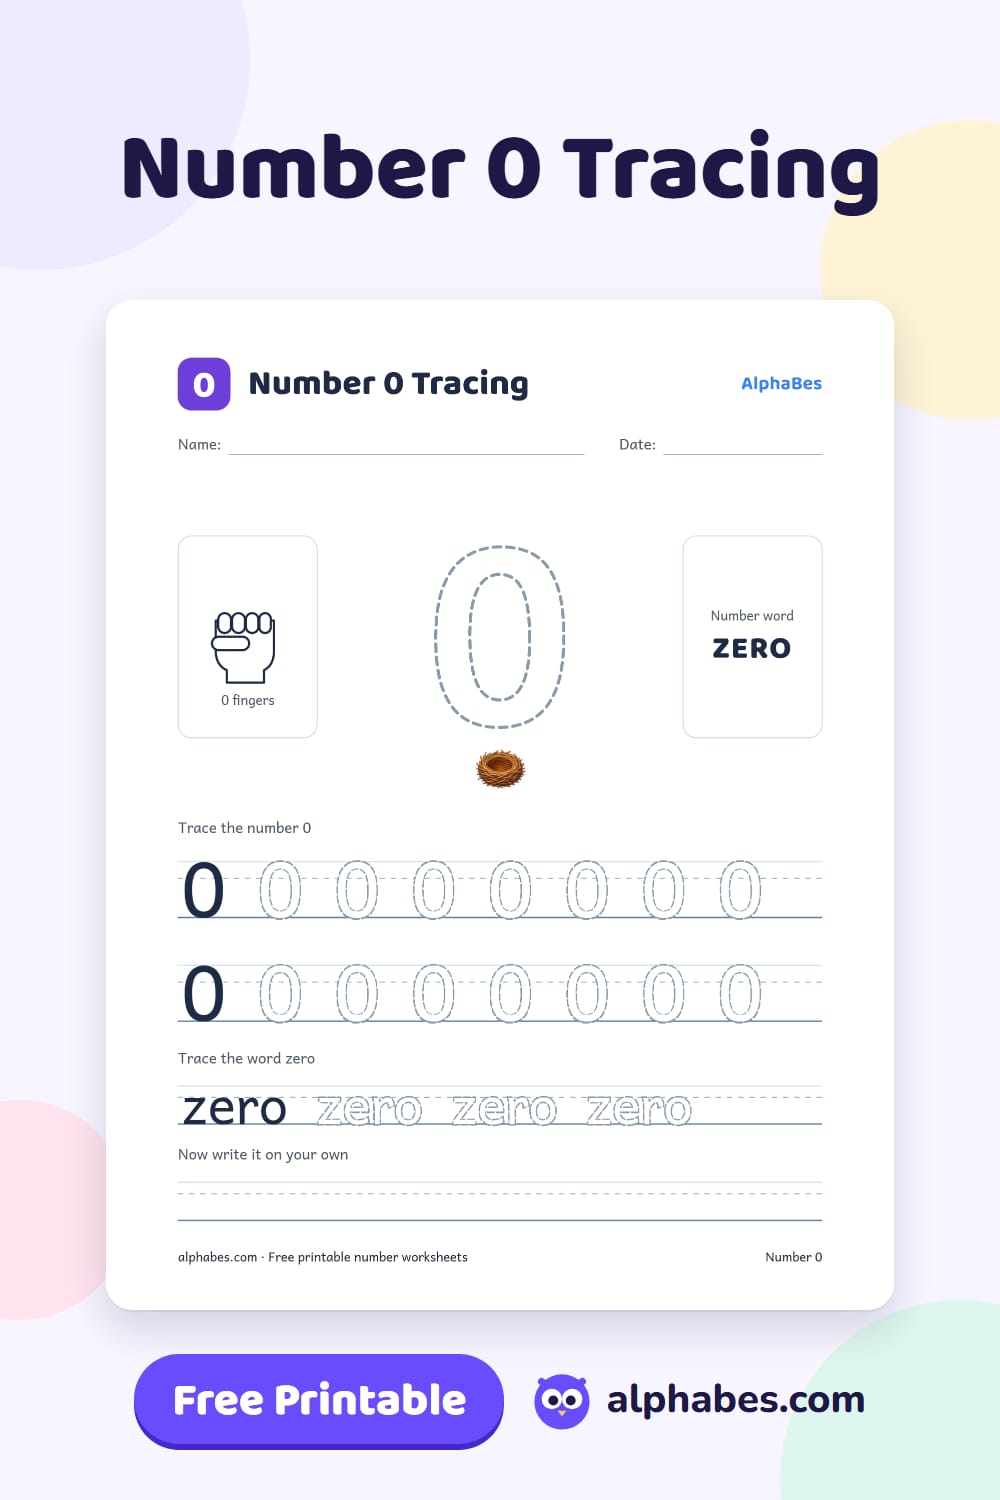 Number 0 Tracing
0 Number 0 Tracing AlphaBes
Name: Date:
0
Number word
ZERO
0 fingers
Trace the number 0
0 0 0 0 0 0 0 0
0 0 0 0 0 0 0 0
Trace the word zero
zero zero zero zero
Now write it on your own
alphabes.com · Free printable number worksheets Number 0
Free Printable alphabes.com